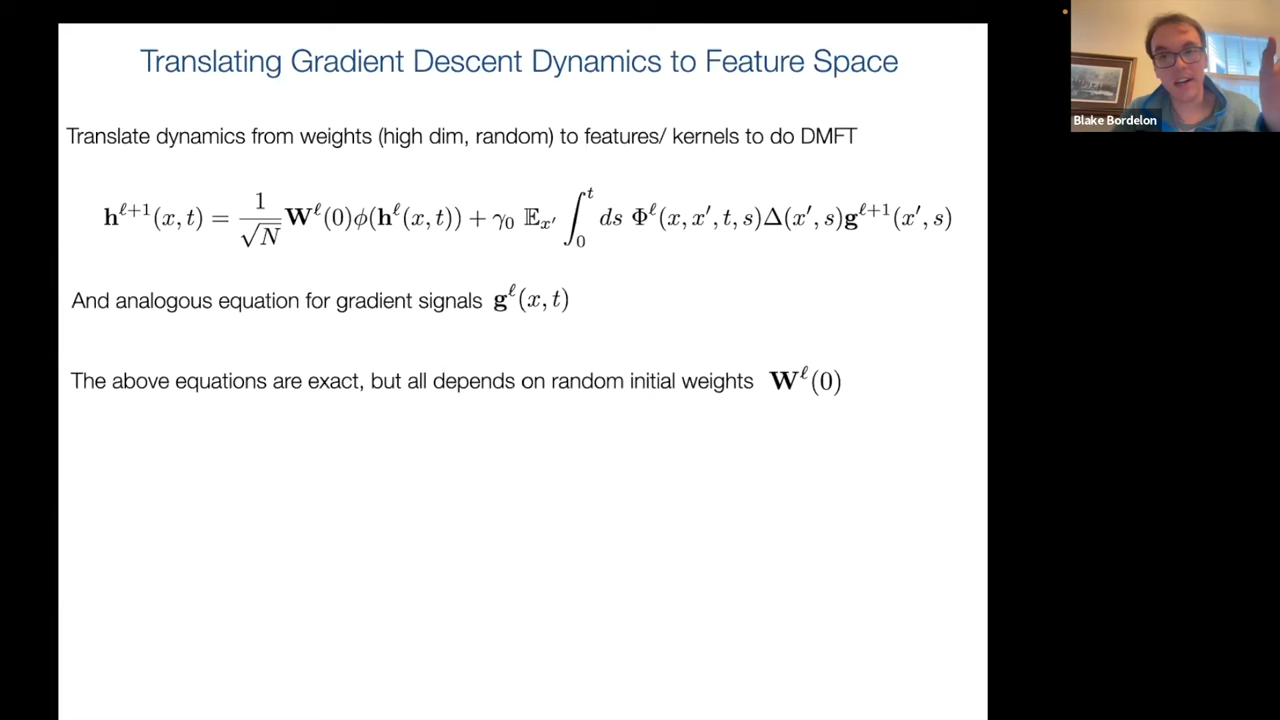 Translating Gradient Descent Dynamics to Feature Space
Blake Bordelon
Translate dynamics from weights (high dim, random) to features/ kernels to do DMFT
h^{ℓ+1}(x, t) = \frac{1}{\sqrt{N}} W^ℓ(0)ϕ(h^ℓ(x, t)) + γ_0 𝔼_{x′} ∫_0^t ds Φ^ℓ(x, x′, t, s)Δ(x′, s)g^{ℓ+1}(x′, s)
And analogous equation for gradient signals g^ℓ(x, t)
The above equations are exact, but all depends on random initial weights W^ℓ(0)